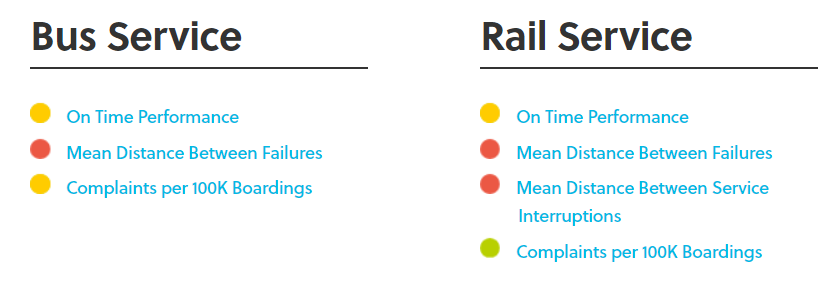 Bus Service
On Time Performance
Mean Distance Between Failures
Complaints per 100K Boardings
Rail Service
On Time Performance
Mean Distance Between Failures
Mean Distance Between Service
Interruptions
Complaints per 100K Boardings